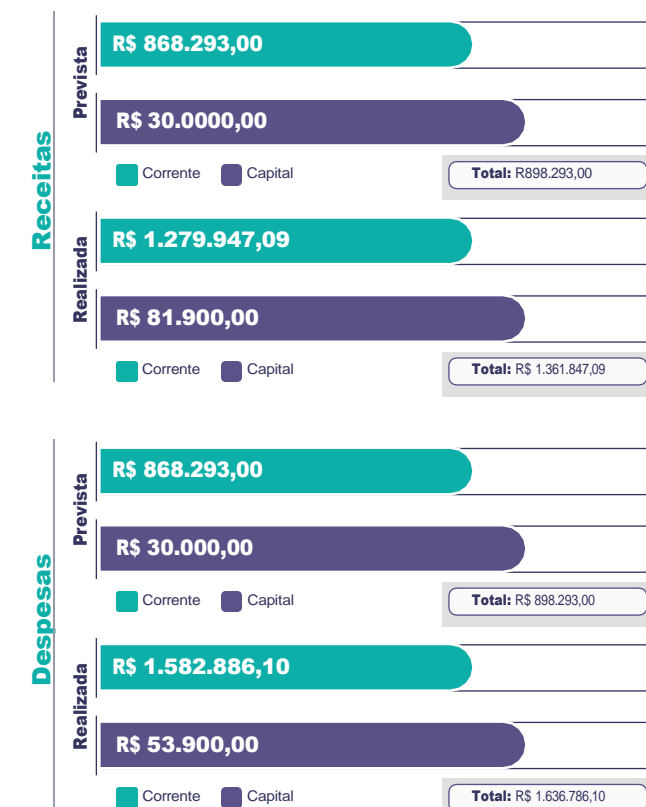 Receitas
Prevista
R$ 868.293,00
R$ 30.0000,00
Corrente Capital Total: R898.293,00
Realizada
R$ 1.279.947,09
R$ 81.900,00
Corrente Capital Total: R$ 1.361.847,09
Despesas
Prevista
R$ 868.293,00
R$ 30.000,00
Corrente Capital Total: R$ 898.293,00
Realizada
R$ 1.582.886,10
R$ 53.900,00
Corrente Capital Total: R$ 1.636.786,10